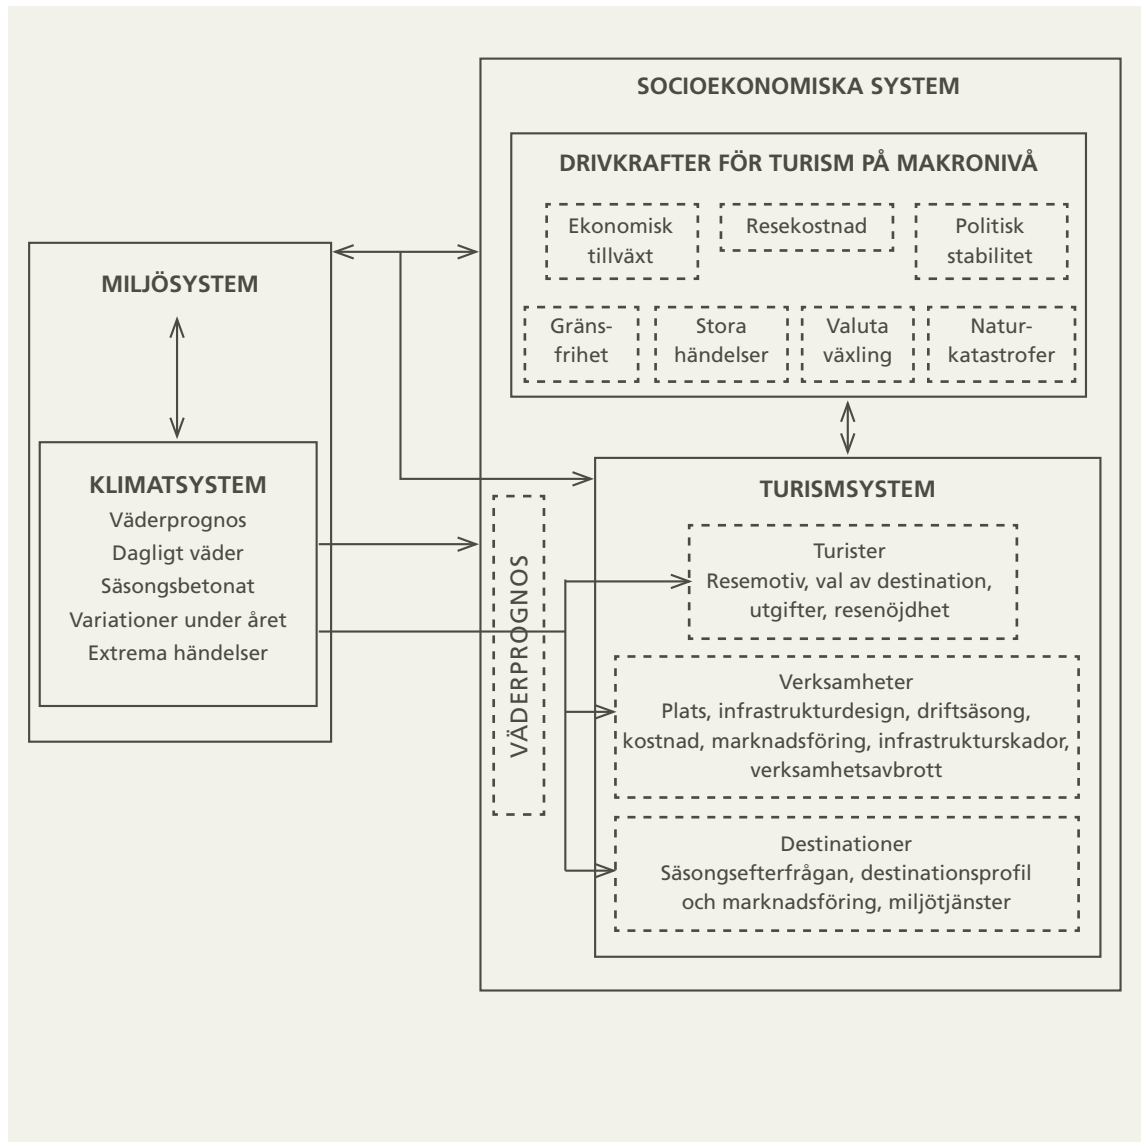 SOCIOEKONOMISKA SYSTEM
DRIVKRAFTER FÖR TURISM PÅ MAKRONIVÅ
Ekonomisk
tillväxt
Resekostnad
Politisk
stabilitet
Gräns-
frihet
Stora
händelser
Valuta
växling
Natur-
katastrofer
MILJÖSYSTEM
KLIMATSYSTEM
Väderprognos
Dagligt väder
Säsongsbetonat
Variationer under året
Extrema händelser
VÄDERPROGNOS
TURISMSYSTEM
Turister
Resemotiv, val av destination,
utgifter, resenöjdhet
Verksamheter
Plats, infrastrukturdesign, driftsäsong,
kostnad, marknadsföring, infrastrukturskador,
verksamhetsavbrott
Destinationer
Säsongsefterfrågan, destinationsprofil
och marknadsföring, miljötjänster